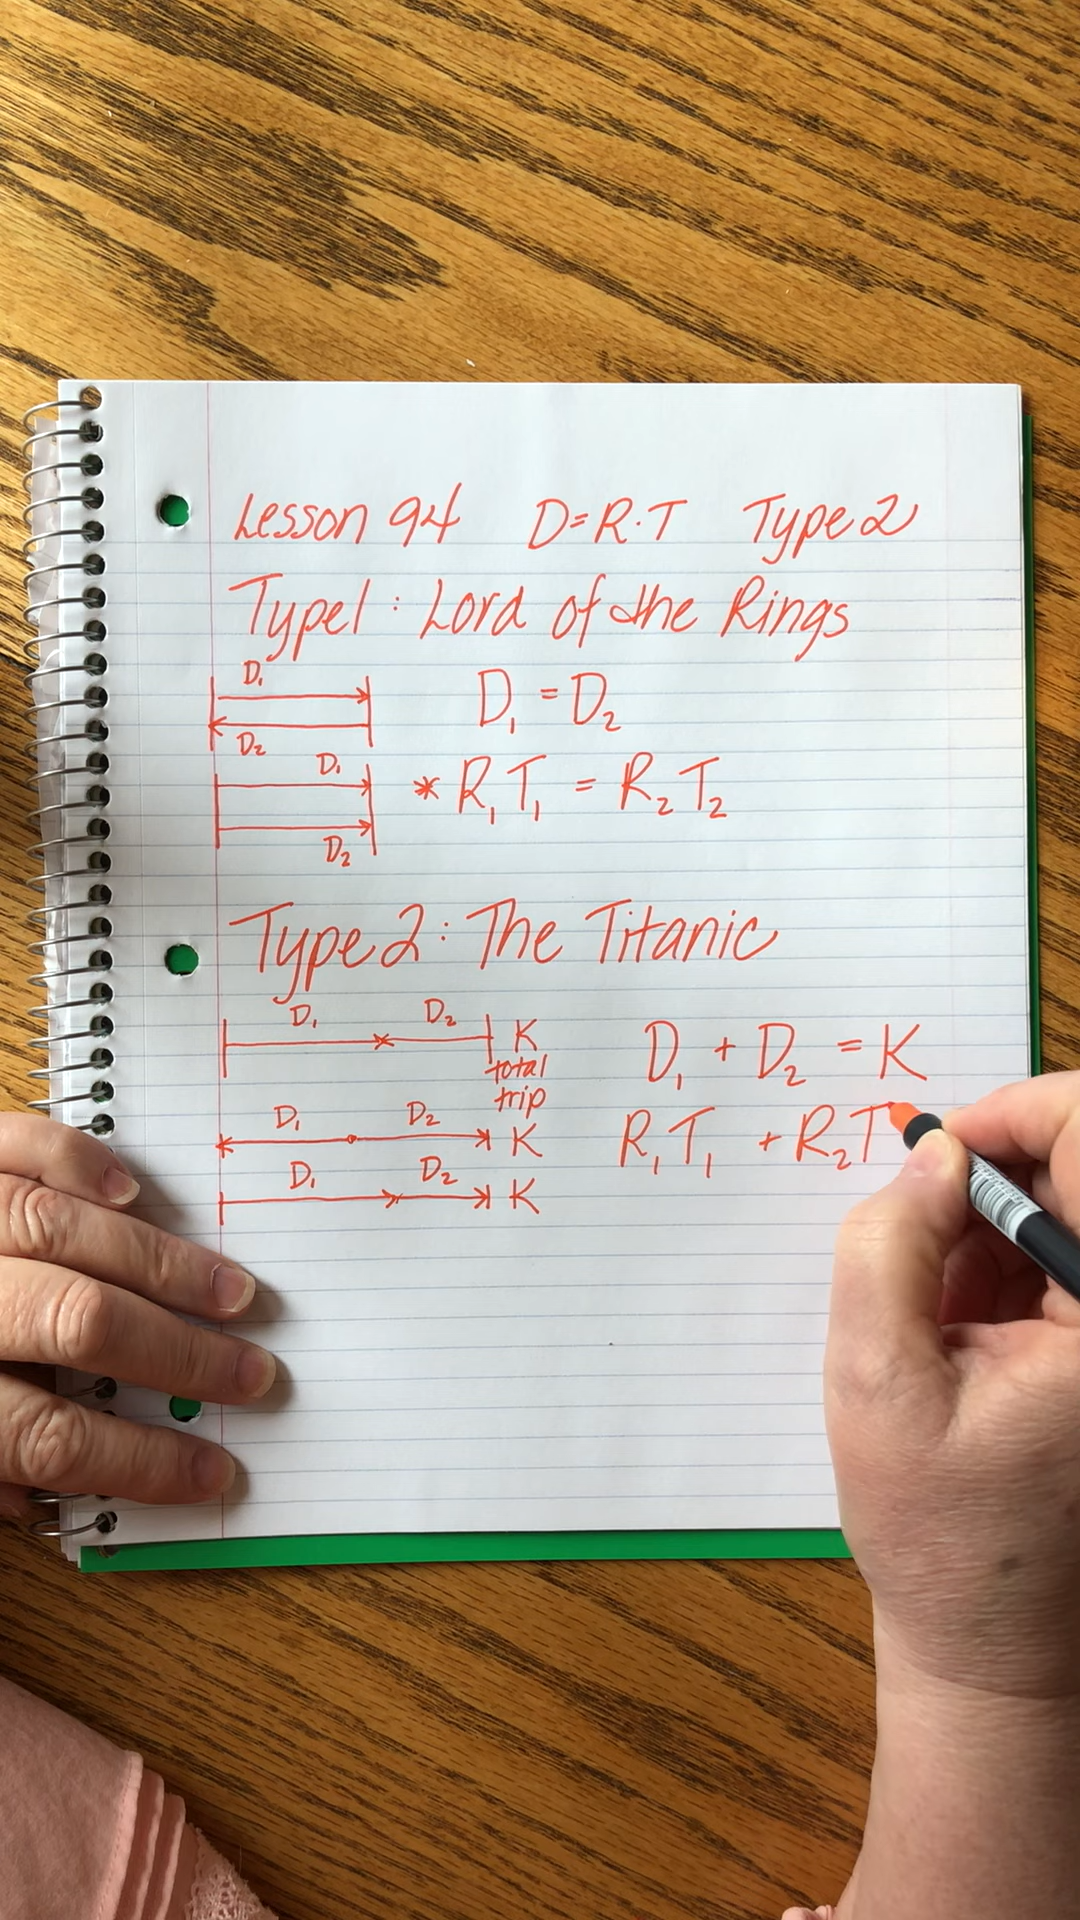 Lesson 94 D=R·T Type 2
Type 1: Lord of the Rings
D₁
D₁ = D₂
D₂
D₁
* R₁T₁ = R₂T₂
D₂
Type 2: The Titanic
D₁ D₂ K
total
trip
D₁ + D₂ = K
D₁ D₂ K
R₁T₁ + R₂T
D₁ D₂ K